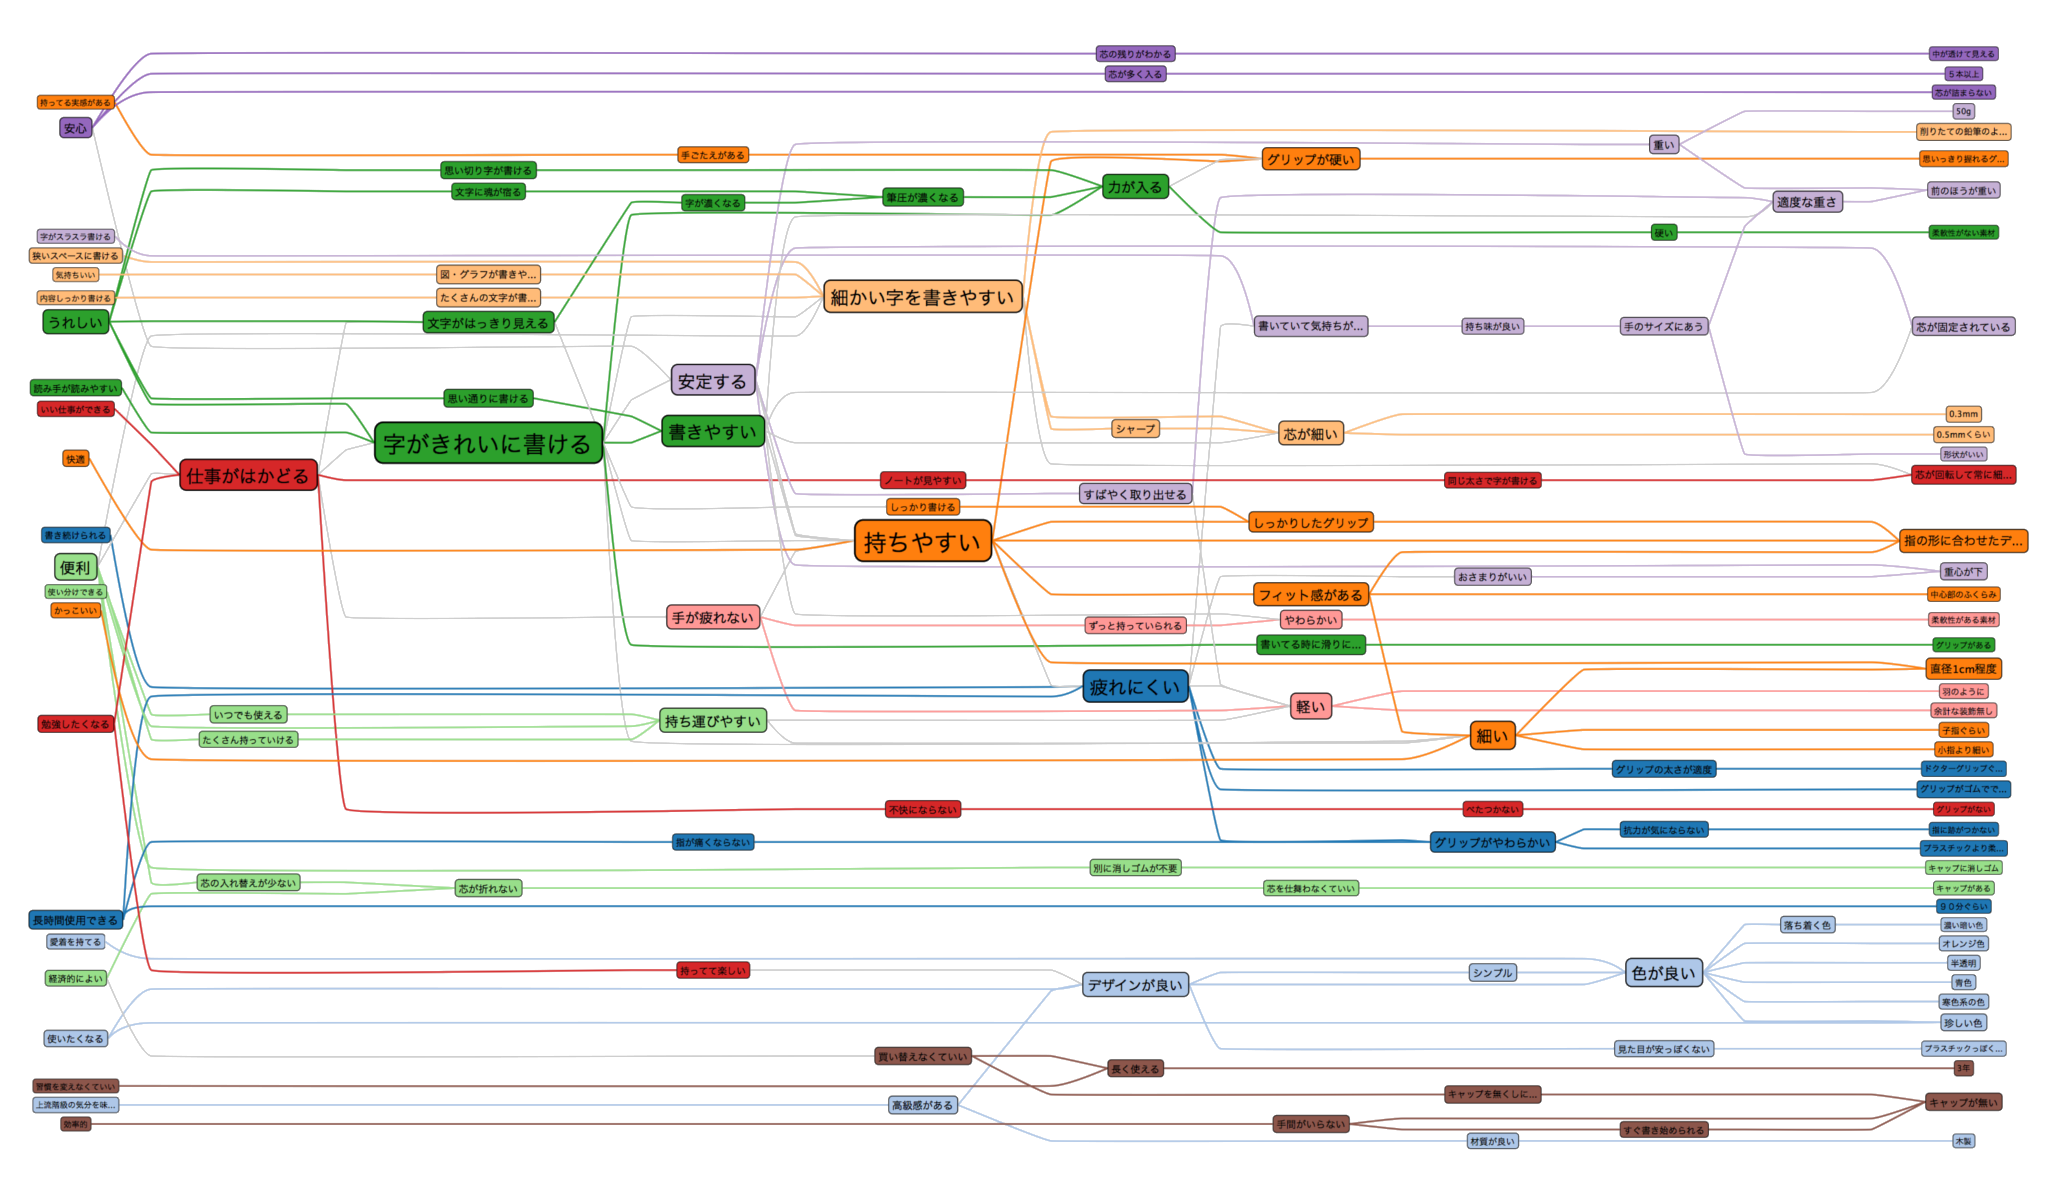 芯の残りがわかる
中が透けて見える
芯が多く入る
５本以上
芯が詰まらない
持ってる実感がある
50g
安心
削りたての鉛筆のよ...
重い
手ごたえがある
グリップが硬い
思いっきり握れるグ...
思い切り字が書ける
力が入る
文字に魂が宿る
前のほうが重い
筆圧が濃くなる
字が濃くなる
適度な重さ
硬い
柔軟性がない素材
字がスラスラ書ける
狭いスペースに書ける
気持ちいい
図・グラフが書きや...
内容しっかり書ける
たくさんの文字が書...
細かい字を書きやすい
うれしい
文字がはっきり見える
書いていて気持ちが...
持ち味が良い
手のサイズにあう
芯が固定されている
安定する
読み手が読みやすい
思い通りに書ける
いい仕事ができる
0.3mm
シャープ
書きやすい
芯が細い
0.5mmくらい
字がきれいに書ける
形状がいい
快適
仕事がはかどる
ノートが見やすい
同じ太さで字が書ける
芯が回転して常に細...
すばやく取り出せる
しっかり書ける
しっかりしたグリップ
書き続けられる
持ちやすい
指の形に合わせたデ...
便利
重心が下
おさまりがいい
使い分けできる
フィット感がある
中心部のふくらみ
かっこいい
手が疲れない
ずっと持っていられる
やわらかい
柔軟性がある素材
書いてる時に滑りに...
グリップがある
直径1cm程度
疲れにくい
羽のように
軽い
余計な装飾無し
いつでも使える
持ち運びやすい
勉強したくなる
子指ぐらい
たくさん持っていける
細い
小指より細い
グリップの太さが適度
ドクターグリップぐ...
グリップがゴムでで...
不快にならない
べたつかない
グリップがない
抗力が気にならない
指に跡がつかない
指が痛くならない
グリップがやわらかい
プラスチックより柔...
別に消しゴムが不要
キャップに消しゴム
芯の入れ替えが少ない
芯が折れない
芯を仕舞わなくていい
キャップがある
９０分ぐらい
長時間使用できる
落ち着く色
濃い暗い色
愛着を持てる
オレンジ色
半透明
持ってて楽しい
シンプル
色が良い
経済的によい
デザインが良い
青色
寒色系の色
珍しい色
使いたくなる
見た目が安っぽくない
プラスチックっぽく...
買い替えなくていい
長く使える
3年
習慣を変えなくていい
キャップを無くしに...
上流階級の気分を味...
高級感がある
キャップが無い
効率的
手間がいらない
すぐ書き始められる
材質が良い
木製